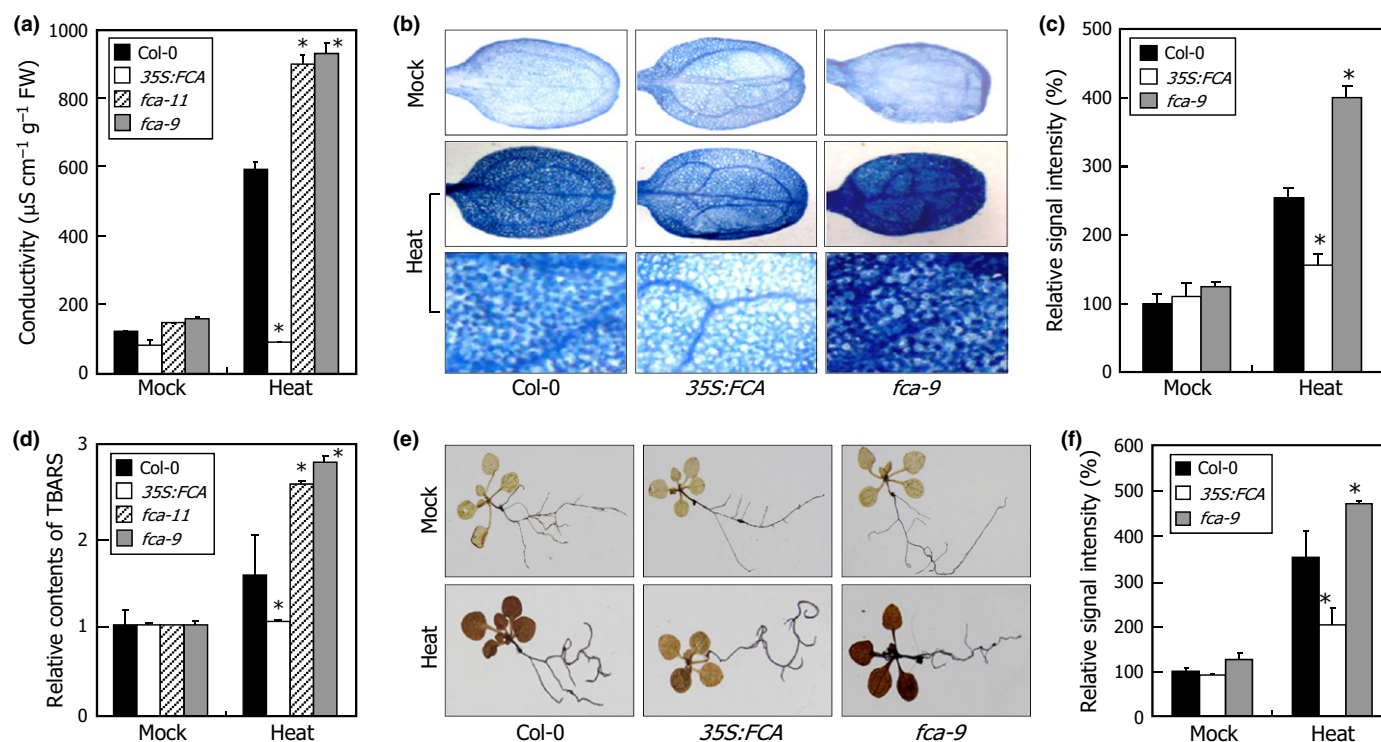 (a)
Conductivity (µS cm⁻¹ g⁻¹ FW)
1000
800
600
400
200
0
Col-0
35S:FCA
fca-11
fca-9
*
*
*
Mock
Heat
(b)
Mock
Heat
Col-0
35S:FCA
fca-9
(c)
Relative signal intensity (%)
500
400
300
200
100
0
Col-0
35S:FCA
fca-9
*
*
Mock
Heat
(d)
Relative contents of TBARS
3
2
1
0
Col-0
35S:FCA
fca-11
fca-9
*
*
*
Mock
Heat
(e)
Mock
Heat
Col-0
35S:FCA
fca-9
(f)
Relative signal intensity (%)
600
500
400
300
200
100
0
Col-0
35S:FCA
fca-9
*
*
Mock
Heat